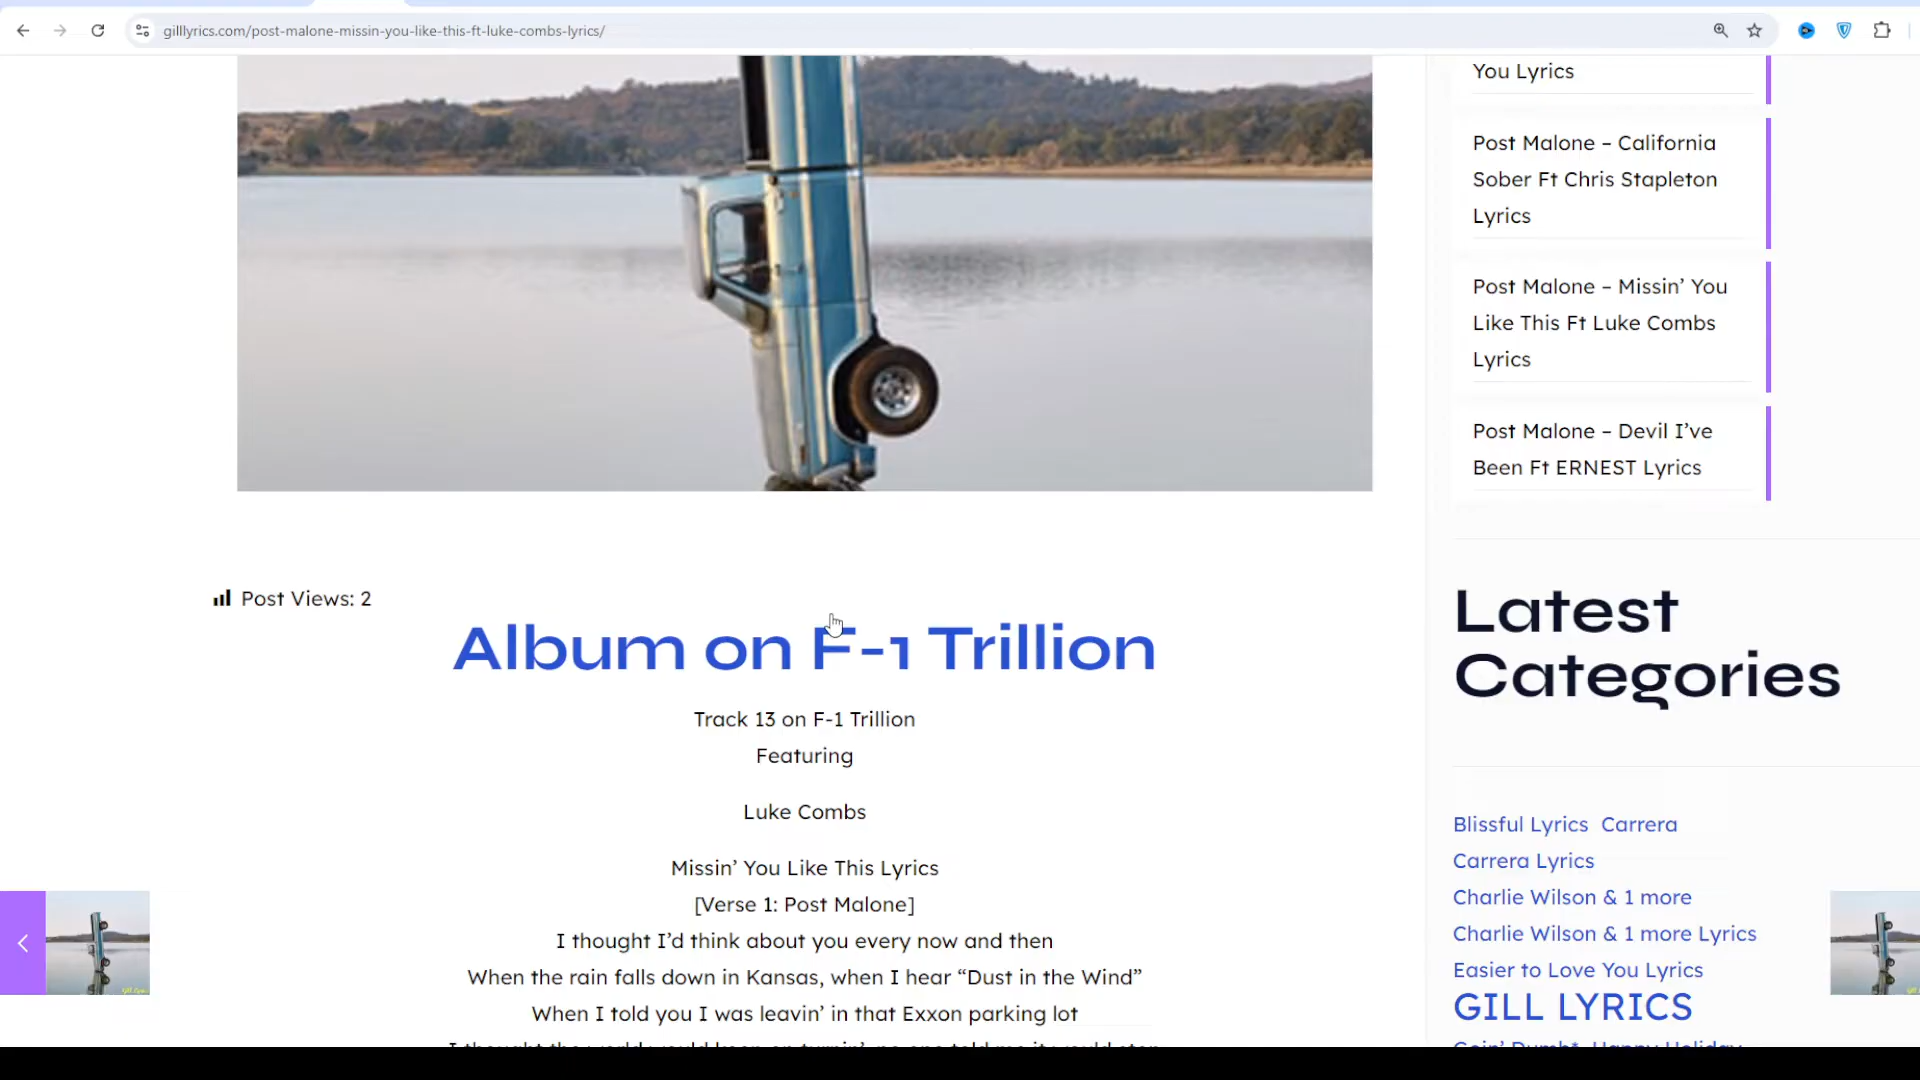 gilllyrics.com/post-malone-missin-you-like-this-ft-luke-combs-lyrics/
You Lyrics
Post Malone – California
Sober Ft Chris Stapleton
Lyrics
Post Malone – Missin’ You
Like This Ft Luke Combs
Lyrics
Post Malone – Devil I’ve
Been Ft ERNEST Lyrics
Post Views: 2
Album on F-1 Trillion
Track 13 on F-1 Trillion
Featuring
Luke Combs
Missin’ You Like This Lyrics
[Verse 1: Post Malone]
I thought I’d think about you every now and then
When the rain falls down in Kansas, when I hear “Dust in the Wind”
When I told you I was leavin’ in that Exxon parking lot
Latest
Categories
Blissful Lyrics Carrera
Carrera Lyrics
Charlie Wilson & 1 more
Charlie Wilson & 1 more Lyrics
Easier to Love You Lyrics
GILL LYRICS
Goin’ Dumb* Happy Holiday